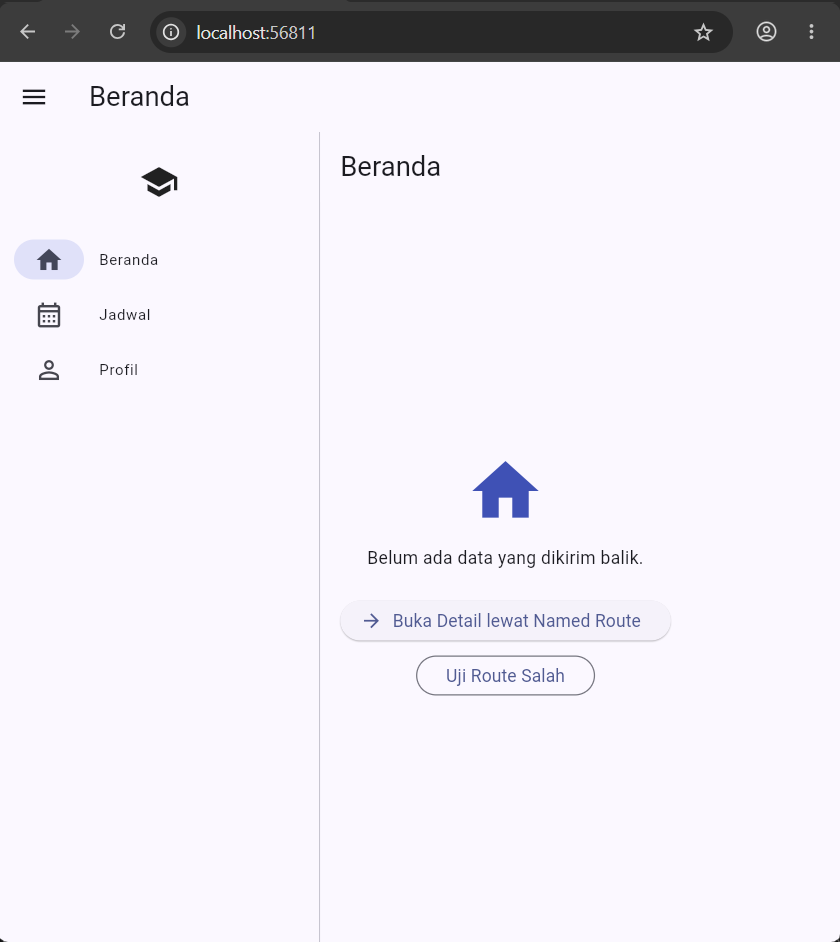 localhost:56811
Beranda
Beranda
Jadwal
Profil
Beranda
Belum ada data yang dikirim balik.
Buka Detail lewat Named Route
Uji Route Salah